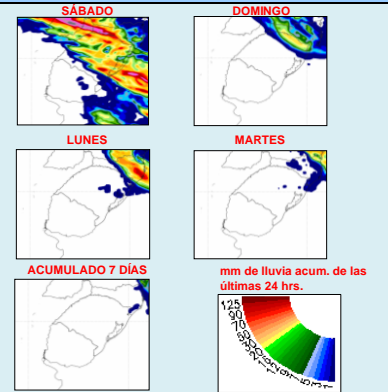 SÁBADO
DOMINGO
LUNES
MARTES
ACUMULADO 7 DÍAS
mm de lluvia acum. de las
últimas 24 hrs.
125
90
70